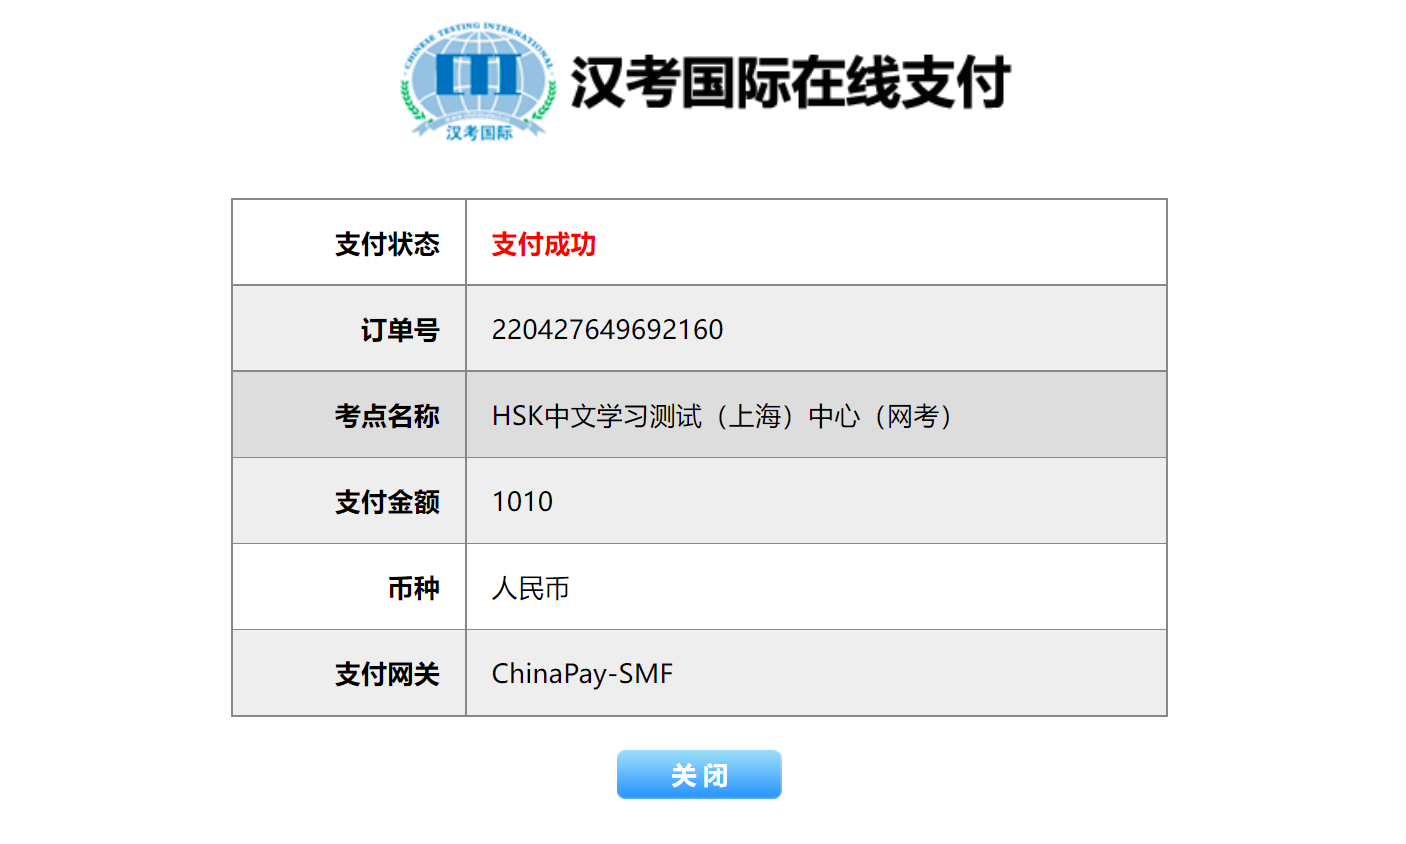 CHINESE TESTING INTERNATIONAL
汉考国际
汉考国际在线支付
支付状态 支付成功
订单号 220427649692160
考点名称 HSK中文学习测试（上海）中心（网考）
支付金额 1010
币种 人民币
支付网关 ChinaPay-SMF
关 闭